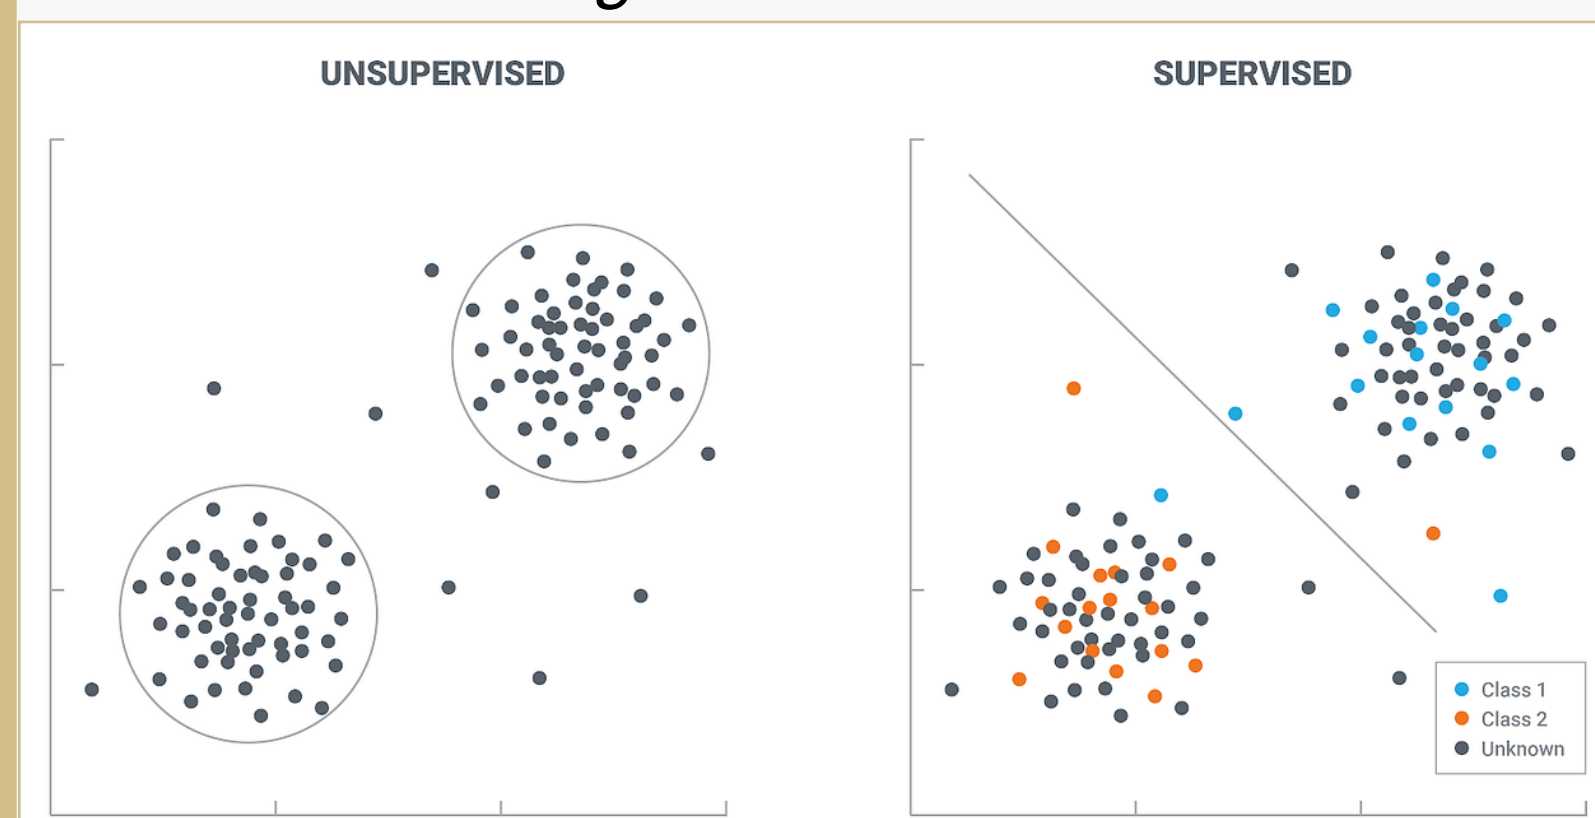 UNSUPERVISED
SUPERVISED
Class 1
Class 2
Unknown